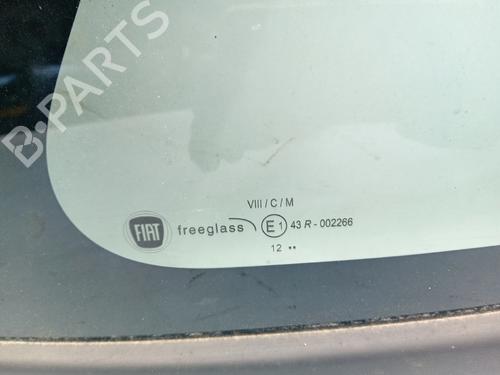 B-PARTS
VIII / C / M
FIAT freeglass E1 43 R - 002266
12 ••